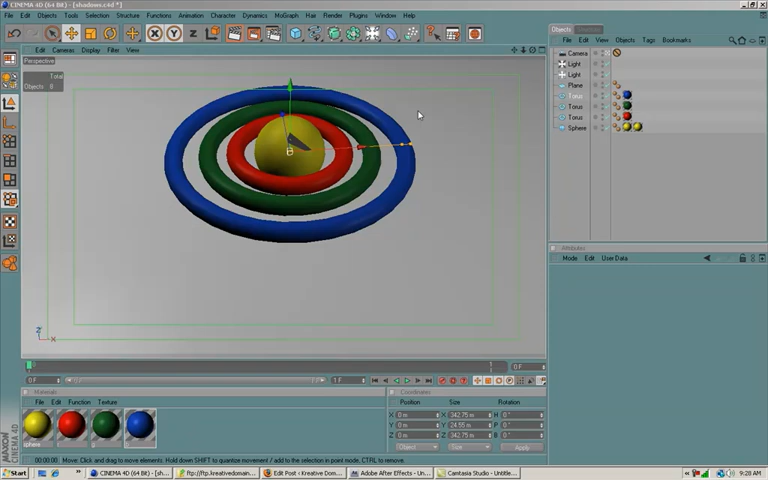 CINEMA 4D (64 Bit) - [shadows.c4d *]
File Edit Objects Tools Selection Structure Functions Animation Character Dynamics MoGraph Hair Render Plugins Window Help
Edit Cameras Display Filter View
Perspective
Total
Objects 8
Objects
File Edit View Objects Tags Bookmarks
Camera
Light
Light
Plane
Torus
Torus
Torus
Sphere
Attributes
Mode Edit User Data
0 F
0 F
1 F
Materials
File Edit Function Texture
sphere
Coordinates
Position Size Rotation
X 0 m X 342.75 m H 0 °
Y 0 m Y 24.55 m P 0 °
Z 0 m Z 342.75 m B 0 °
Object Size Apply
MAXON
CINEMA 4D
00:00:00 Move: Click and drag to move elements. Hold down SHIFT to quantize movement / add to the selection in point mode, CTRL to remove.
Start CINEMA 4D (64 Bit) - [sh... ftp://ftp.kreativedomain... Edit Post ‹ Kreative Dom... Adobe After Effects - Un... Camtasia Studio - Untitle... 9:28 AM